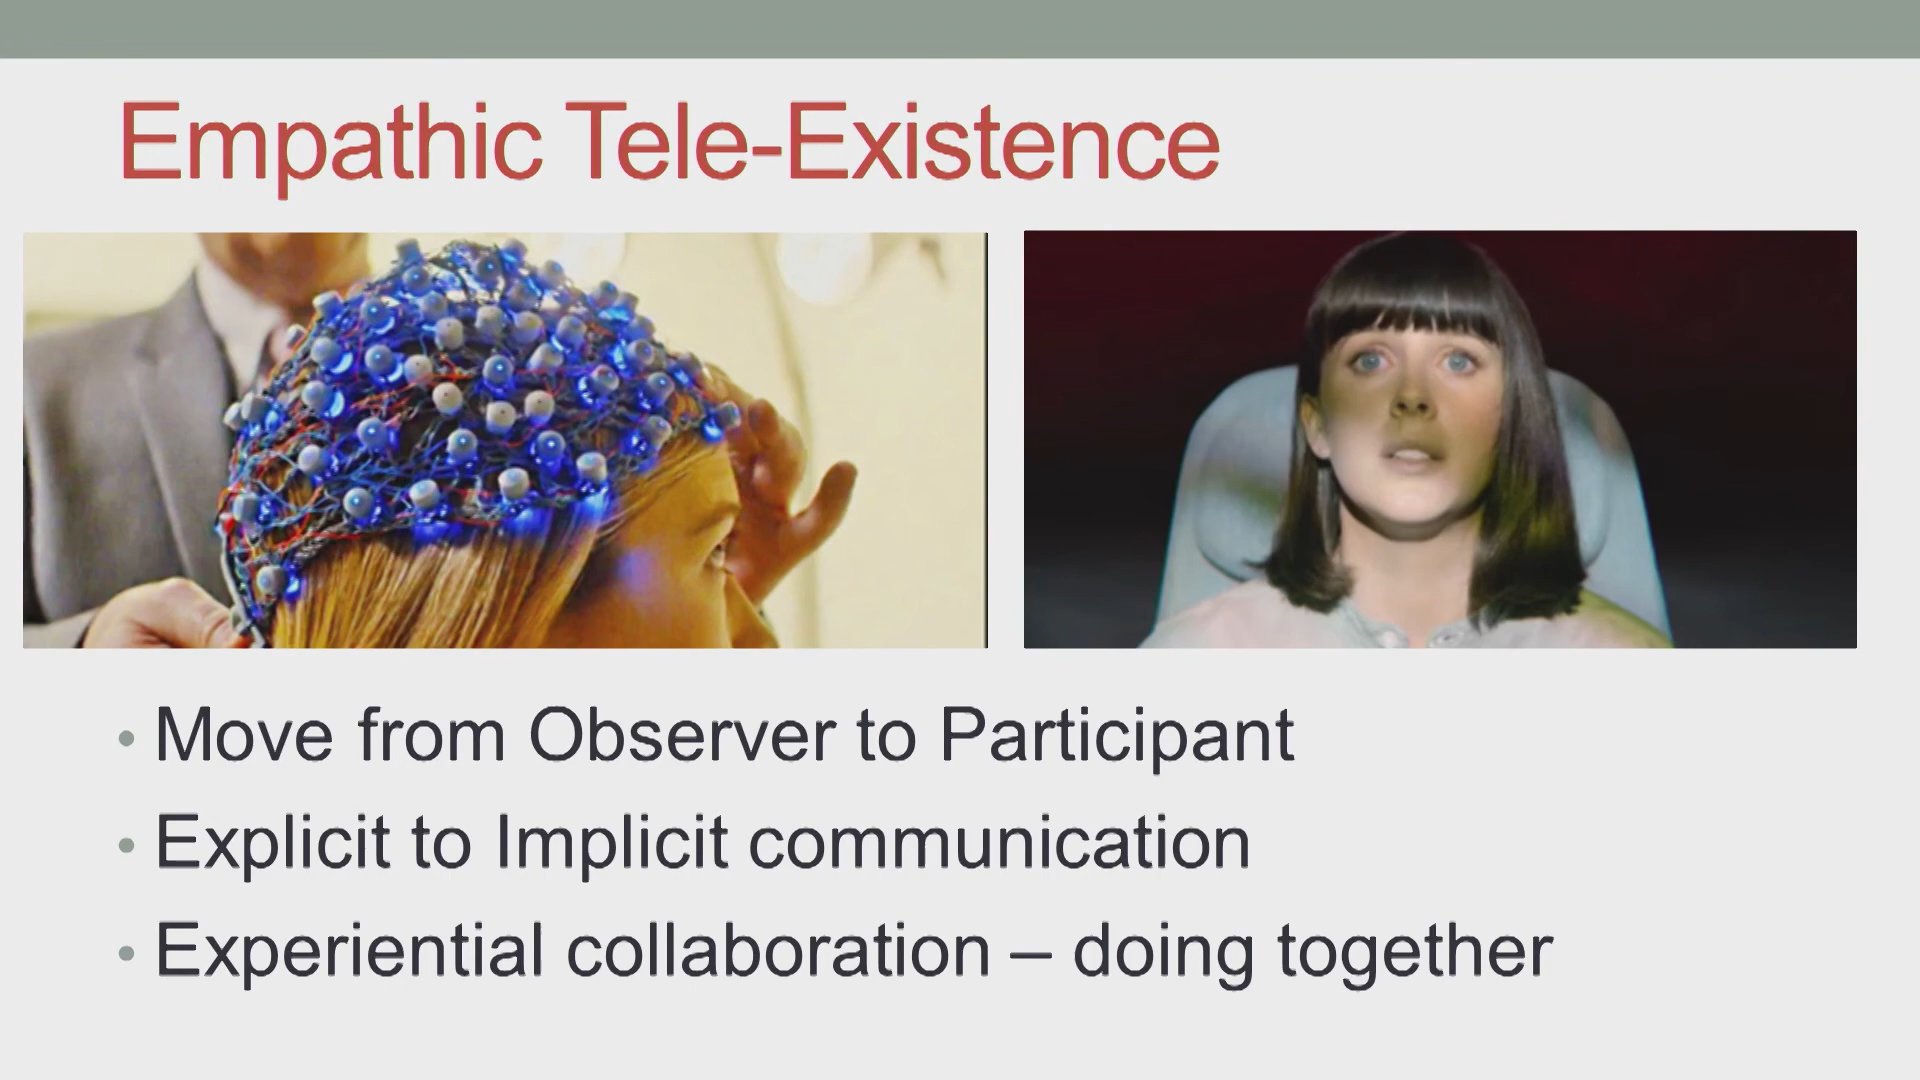 Empathic Tele-Existence
• Move from Observer to Participant
• Explicit to Implicit communication
• Experiential collaboration – doing together